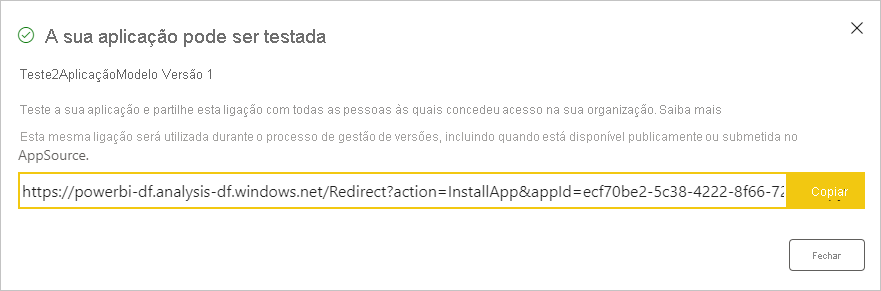 A sua aplicação pode ser testada
Teste2AplicaçãoModelo Versão 1
Teste a sua aplicação e partilhe esta ligação com todas as pessoas às quais concedeu acesso na sua organização. Saiba mais
Esta mesma ligação será utilizada durante o processo de gestão de versões, incluindo quando está disponível publicamente ou submetida no
AppSource.
https://powerbi-df.analysis-df.windows.net/Redirect?action=InstallApp&appId=ecf70be2-5c38-4222-8f66-72 Copiar
Fechar